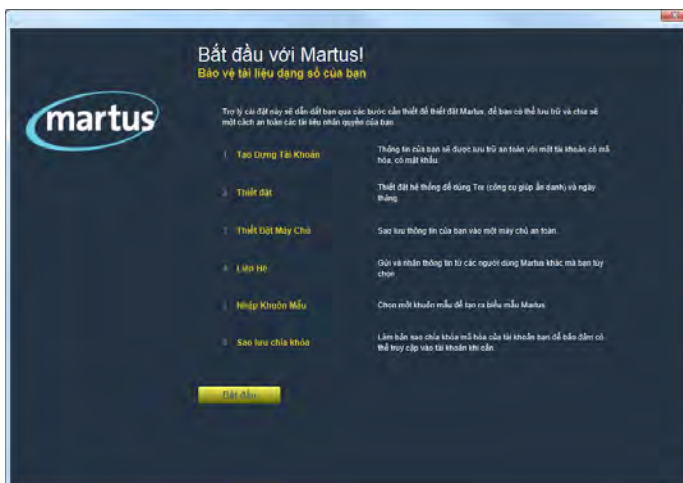 martus
Bắt đầu với Martus!
Bảo vệ tài liệu dạng số của bạn
Trợ lý cài đặt này sẽ dẫn dắt bạn qua các bước cần thiết để thiết đặt Martus, để bạn có thể lưu trữ và chia sẻ
một cách an toàn các tài liệu nhân quyền của bạn
1 Tạo Dựng Tài Khoản
Thông tin của bạn sẽ được lưu trữ an toàn với một tài khoản có mã
hóa, có mật khẩu.
2 Thiết đặt
Thiết đặt hệ thống để dùng Tor (công cụ giúp ẩn danh) và ngày
tháng.
3 Thiết Đặt Máy Chủ
Sao lưu thông tin của bạn vào một máy chủ an toàn.
4 Liên Hệ
Gửi và nhận thông tin từ các người dùng Martus khác mà bạn tùy
chọn
5 Nhập Khuôn Mẫu
Chọn một khuôn mẫu để tạo ra biểu mẫu Martus
6 Sao lưu chìa khóa
Làm bản sao chìa khóa mã hóa của tài khoản bạn để bảo đảm có
thể truy cập vào tài khoản khi cần.
Bắt đầu